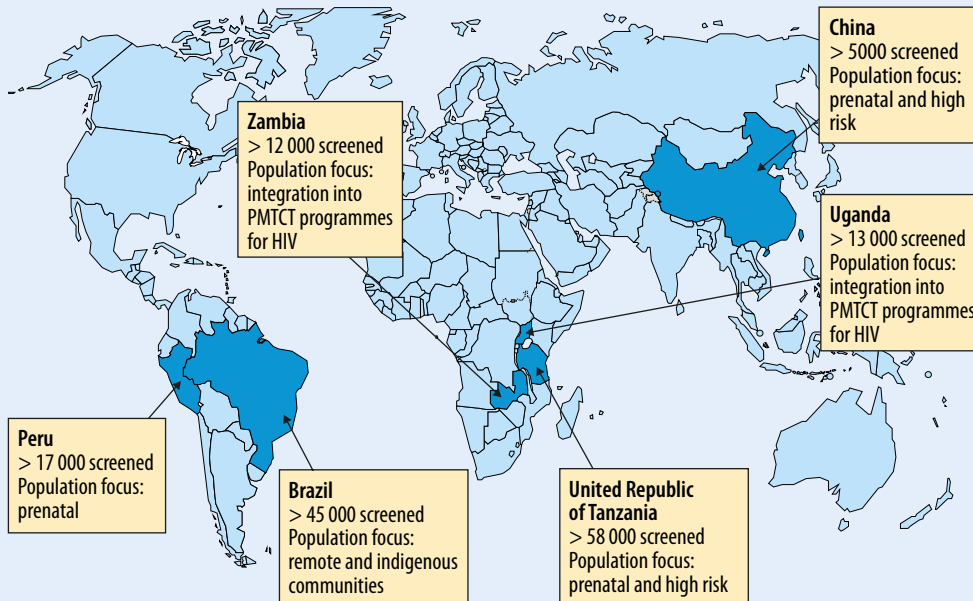 China
> 5000 screened
Population focus:
prenatal and high
risk
Zambia
> 12 000 screened
Population focus:
integration into
PMTCT programmes
for HIV
Uganda
> 13 000 screened
Population focus:
integration into
PMTCT programmes
for HIV
Peru
> 17 000 screened
Population focus:
prenatal
Brazil
> 45 000 screened
Population focus:
remote and indigenous
communities
United Republic
of Tanzania
> 58 000 screened
Population focus:
prenatal and high risk